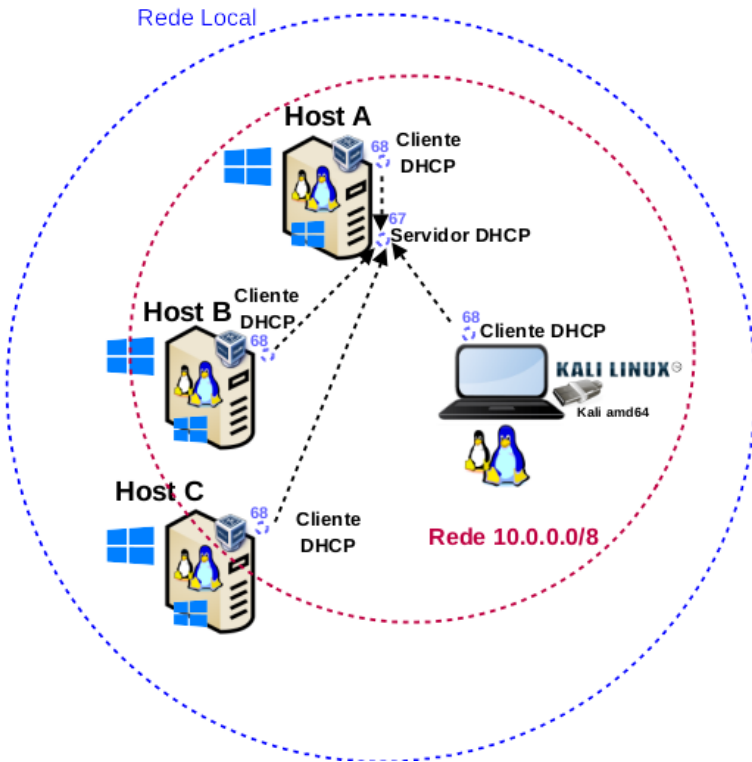 Rede Local
Host A
68
Cliente
DHCP
67
Servidor DHCP
Cliente
DHCP
Host B
68
68
Cliente DHCP
KALI LINUX
Kali amd64
Host C
68
Cliente
DHCP
Rede 10.0.0.0/8